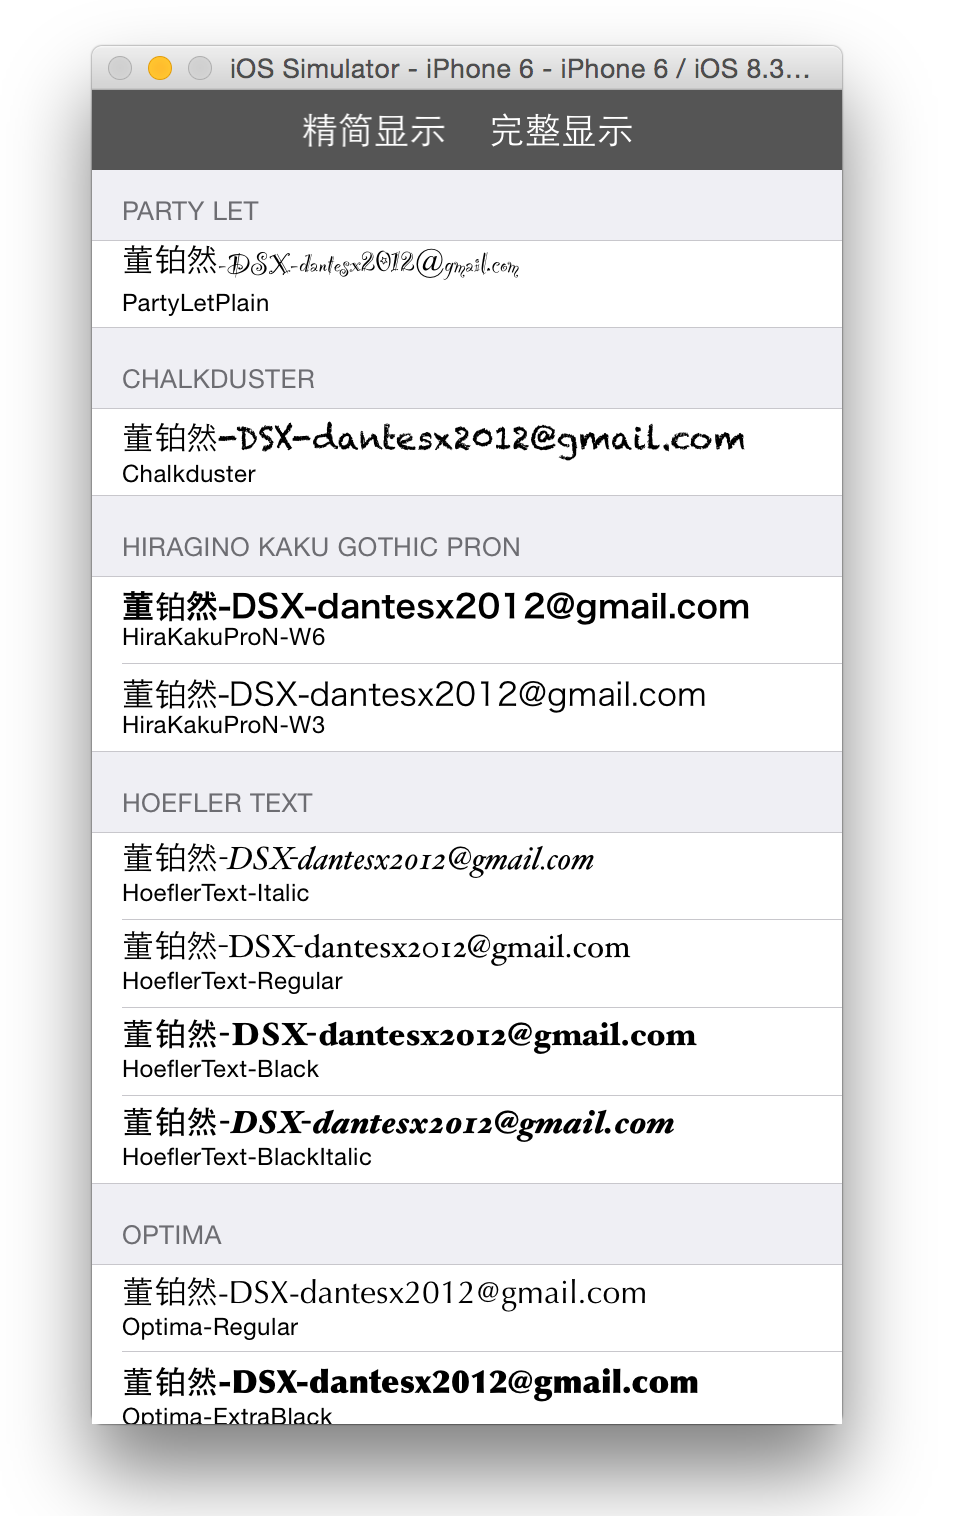 iOS Simulator - iPhone 6 - iPhone 6 / iOS 8.3...
精简显示 完整显示
PARTY LET
董铂然-DSX-dantesx2012@gmail.com
PartyLetPlain
CHALKDUSTER
董铂然-DSX-dantesx2012@gmail.com
Chalkduster
HIRAGINO KAKU GOTHIC PRON
董铂然-DSX-dantesx2012@gmail.com
HiraKakuProN-W6
董铂然-DSX-dantesx2012@gmail.com
HiraKakuProN-W3
HOEFLER TEXT
董铂然-DSX-dantesx2012@gmail.com
HoeflerText-Italic
董铂然-DSX-dantesx2012@gmail.com
HoeflerText-Regular
董铂然-DSX-dantesx2012@gmail.com
HoeflerText-Black
董铂然-DSX-dantesx2012@gmail.com
HoeflerText-BlackItalic
OPTIMA
董铂然-DSX-dantesx2012@gmail.com
Optima-Regular
董铂然-DSX-dantesx2012@gmail.com
Optima-ExtraBlack